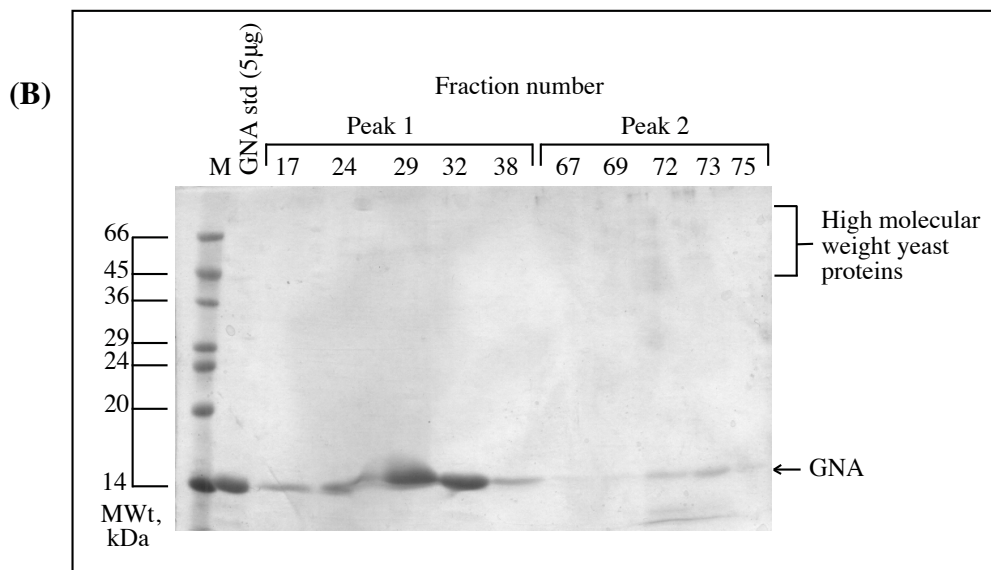 (B)
GNA std (5µg)
Fraction number
Peak 1
Peak 2
M 17 24 29 32 38 67 69 72 73 75
66
45
36
29
24
20
14
MWt,
kDa
High molecular
weight yeast
proteins
GNA